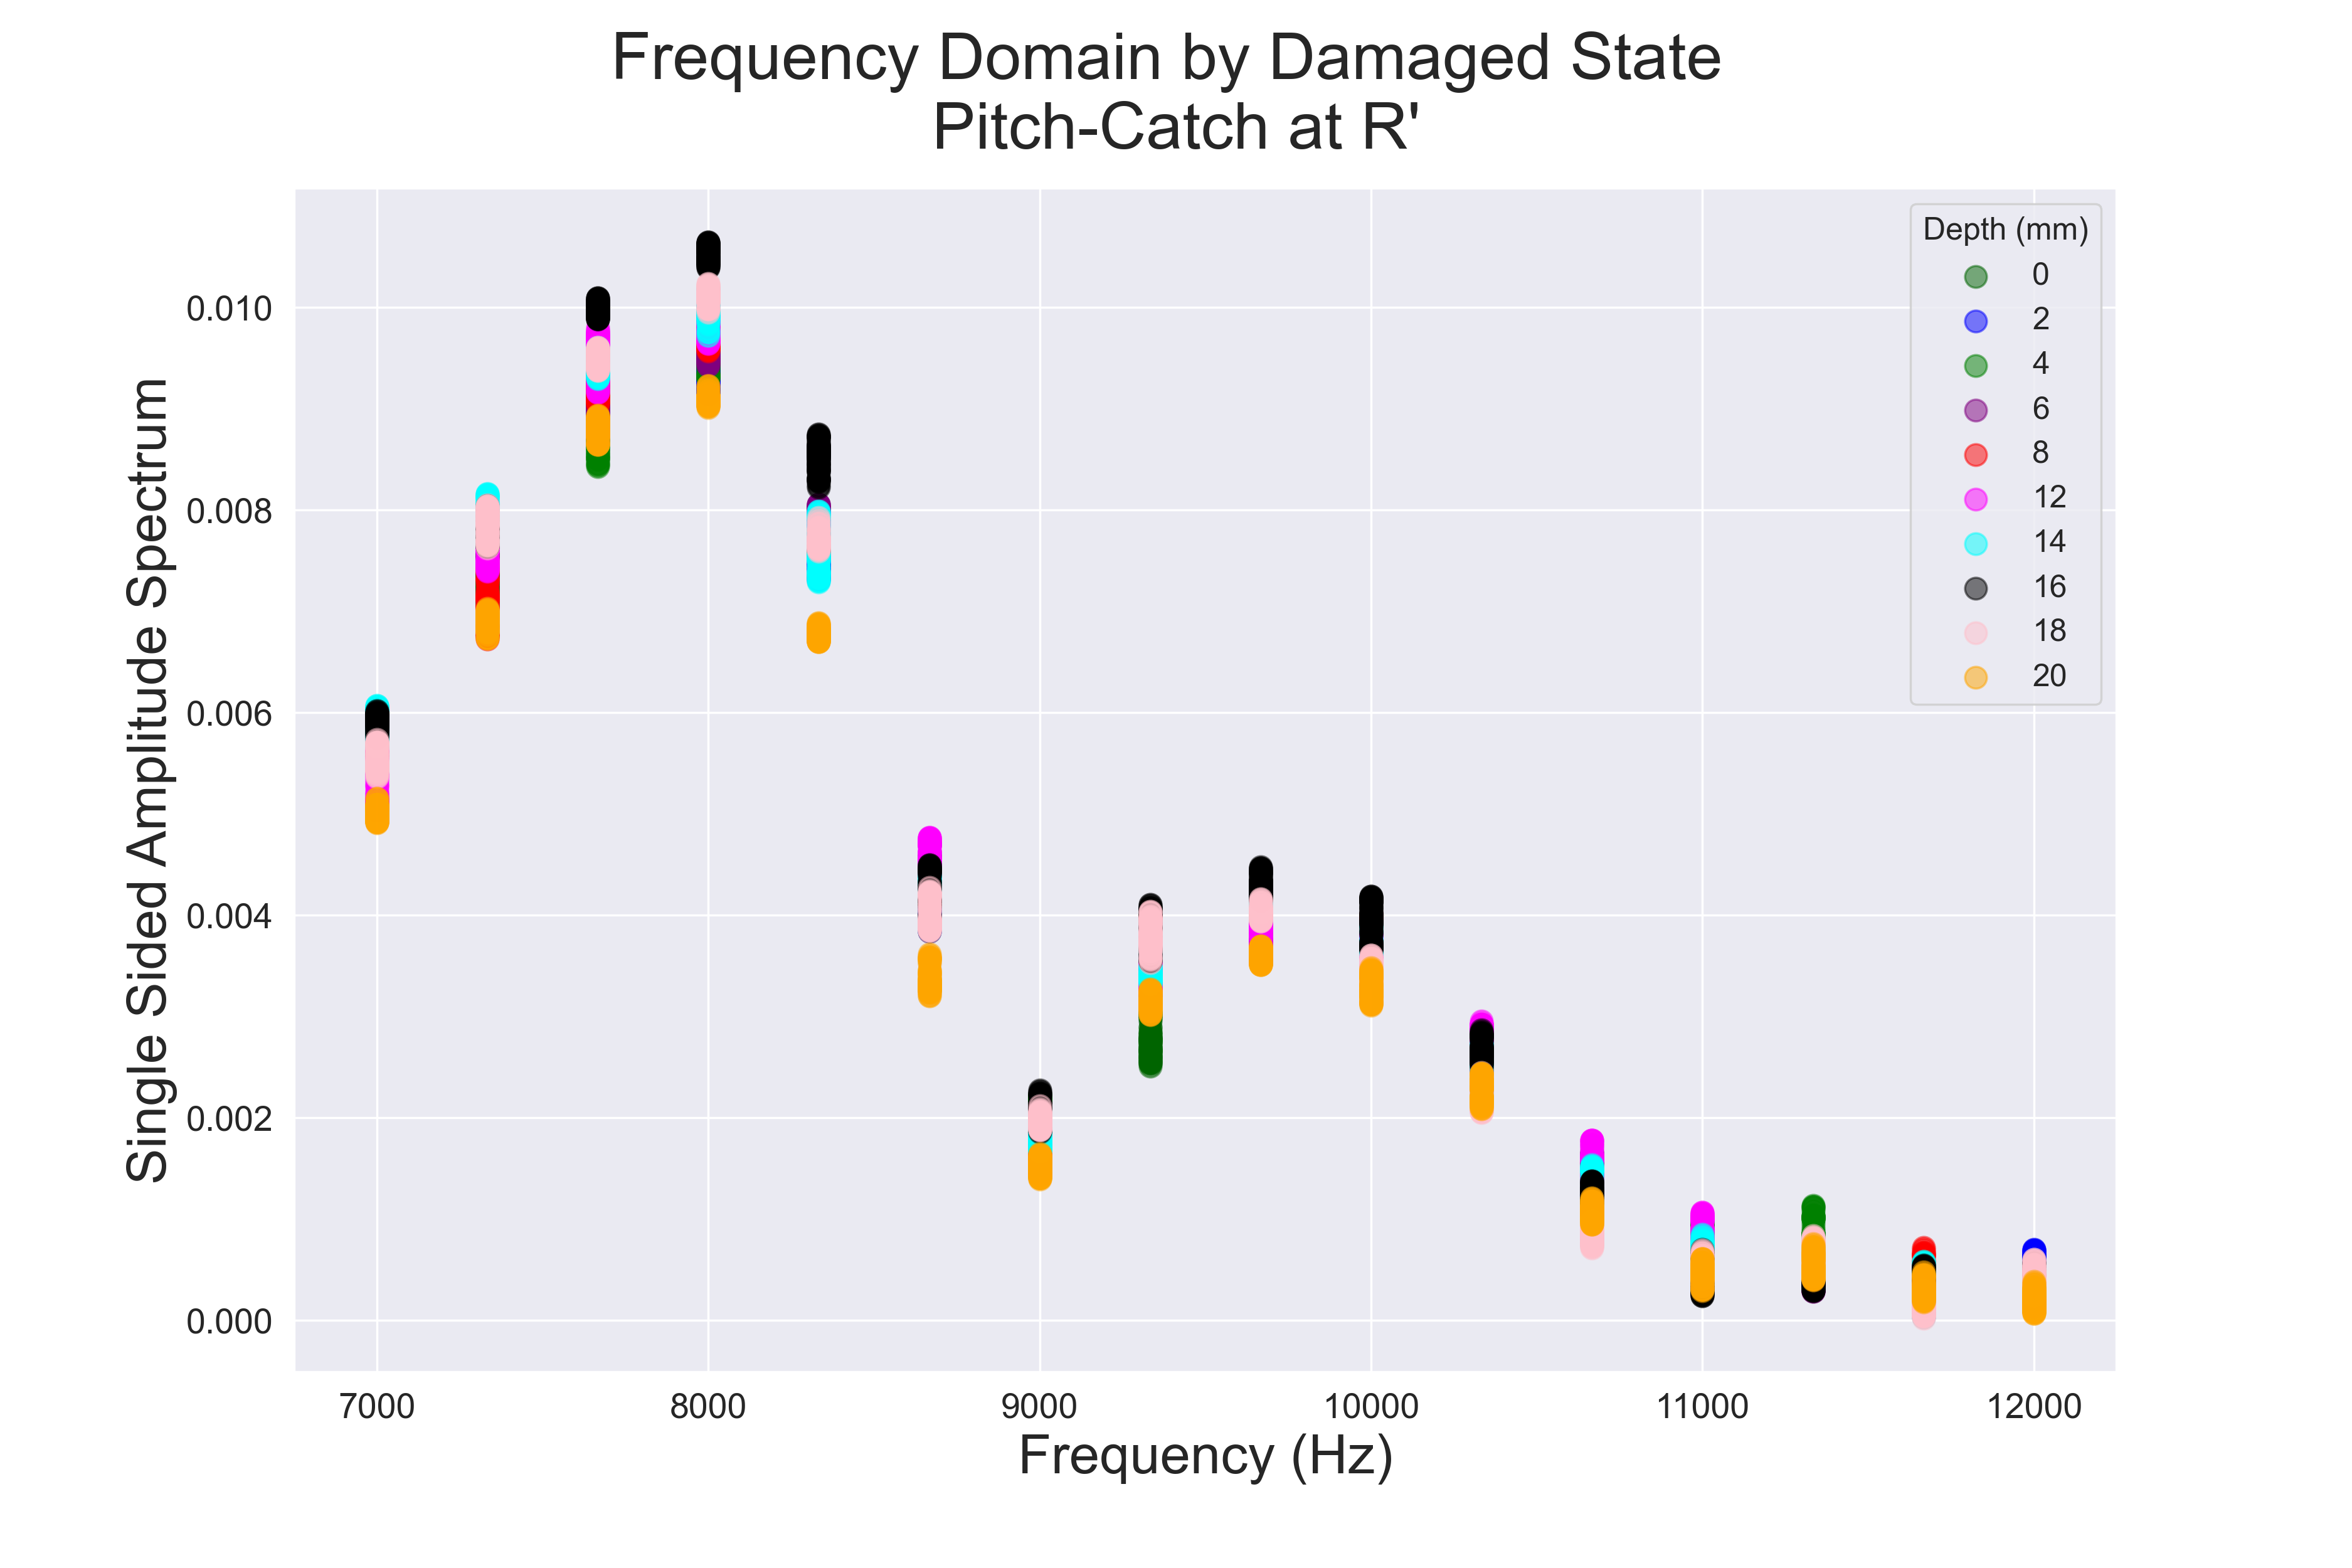 Frequency Domain by Damaged State
Pitch-Catch at R'
Single Sided Amplitude Spectrum
0.010
0.008
0.006
0.004
0.002
0.000
Depth (mm)
0
2
4
6
8
12
14
16
18
20
7000 8000 9000 10000 11000 12000
Frequency (Hz)